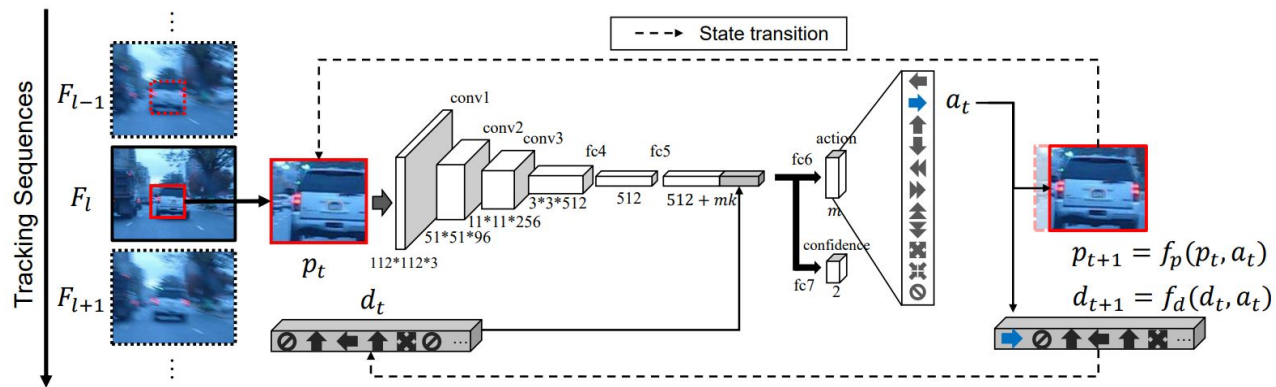 State transition
Tracking Sequences
⋮
F_{l-1}
F_l
F_{l+1}
⋮
p_t
conv1
conv2
conv3
fc4
fc5
112*112*3
51*51*96
11*11*256
3*3*512
512
512 + mk
d_t
...
fc6
action
m
confidence
fc7
2
a_t
p_{t+1} = f_p(p_t, a_t)
d_{t+1} = f_d(d_t, a_t)
...